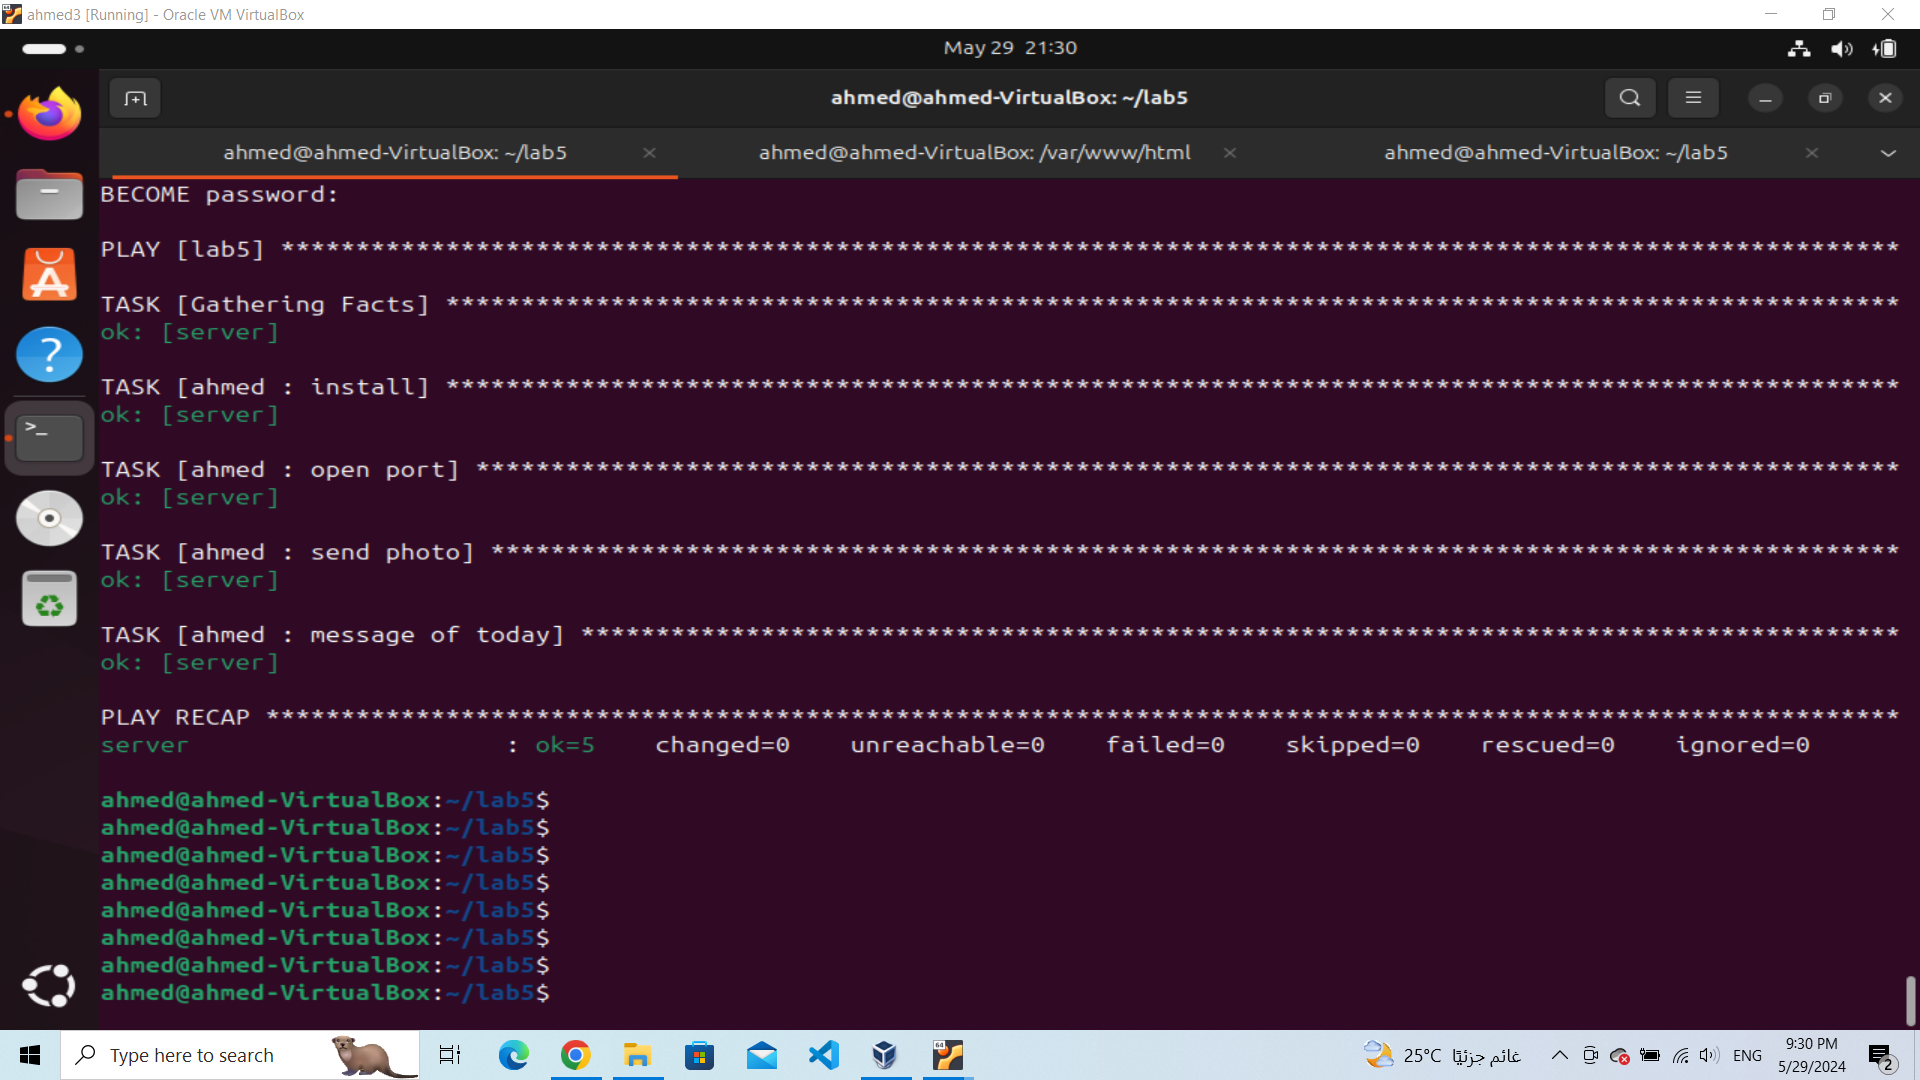 ahmed3 [Running] - Oracle VM VirtualBox
May 29 21:30
ahmed@ahmed-VirtualBox: ~/lab5
ahmed@ahmed-VirtualBox: ~/lab5 ahmed@ahmed-VirtualBox: /var/www/html ahmed@ahmed-VirtualBox: ~/lab5
BECOME password:
PLAY [lab5] ************************************************************************************************************
TASK [Gathering Facts] *************************************************************************************************
ok: [server]
TASK [ahmed : install] *************************************************************************************************
ok: [server]
TASK [ahmed : open port] ***********************************************************************************************
ok: [server]
TASK [ahmed : send photo] **********************************************************************************************
ok: [server]
TASK [ahmed : message of today] ****************************************************************************************
ok: [server]
PLAY RECAP *************************************************************************************************************
server : ok=5 changed=0 unreachable=0 failed=0 skipped=0 rescued=0 ignored=0
ahmed@ahmed-VirtualBox:~/lab5$
ahmed@ahmed-VirtualBox:~/lab5$
ahmed@ahmed-VirtualBox:~/lab5$
ahmed@ahmed-VirtualBox:~/lab5$
ahmed@ahmed-VirtualBox:~/lab5$
ahmed@ahmed-VirtualBox:~/lab5$
ahmed@ahmed-VirtualBox:~/lab5$
ahmed@ahmed-VirtualBox:~/lab5$
Type here to search
25°C غائم جزئيًا
ENG
9:30 PM
5/29/2024
2